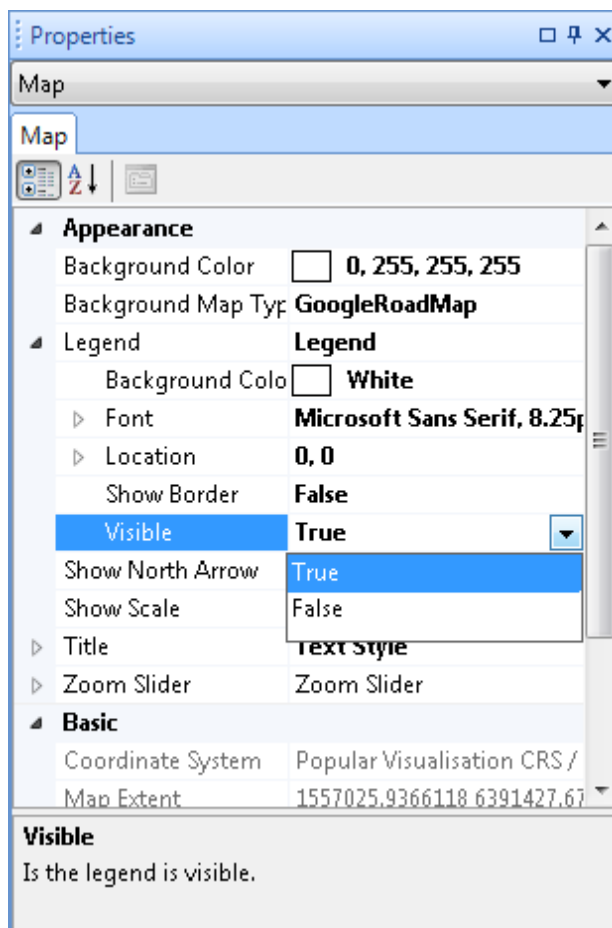 Properties
Map
Map
A Z
Appearance
Background Color 0, 255, 255, 255
Background Map Typ GoogleRoadMap
Legend Legend
Background Colo White
Font Microsoft Sans Serif, 8.25p
Location 0, 0
Show Border False
Visible True
Show North Arrow True
Show Scale False
Title Text Style
Zoom Slider Zoom Slider
Basic
Coordinate System Popular Visualisation CRS /
Map Extent 1557025,9366118 6391427,67
Visible
Is the legend is visible.